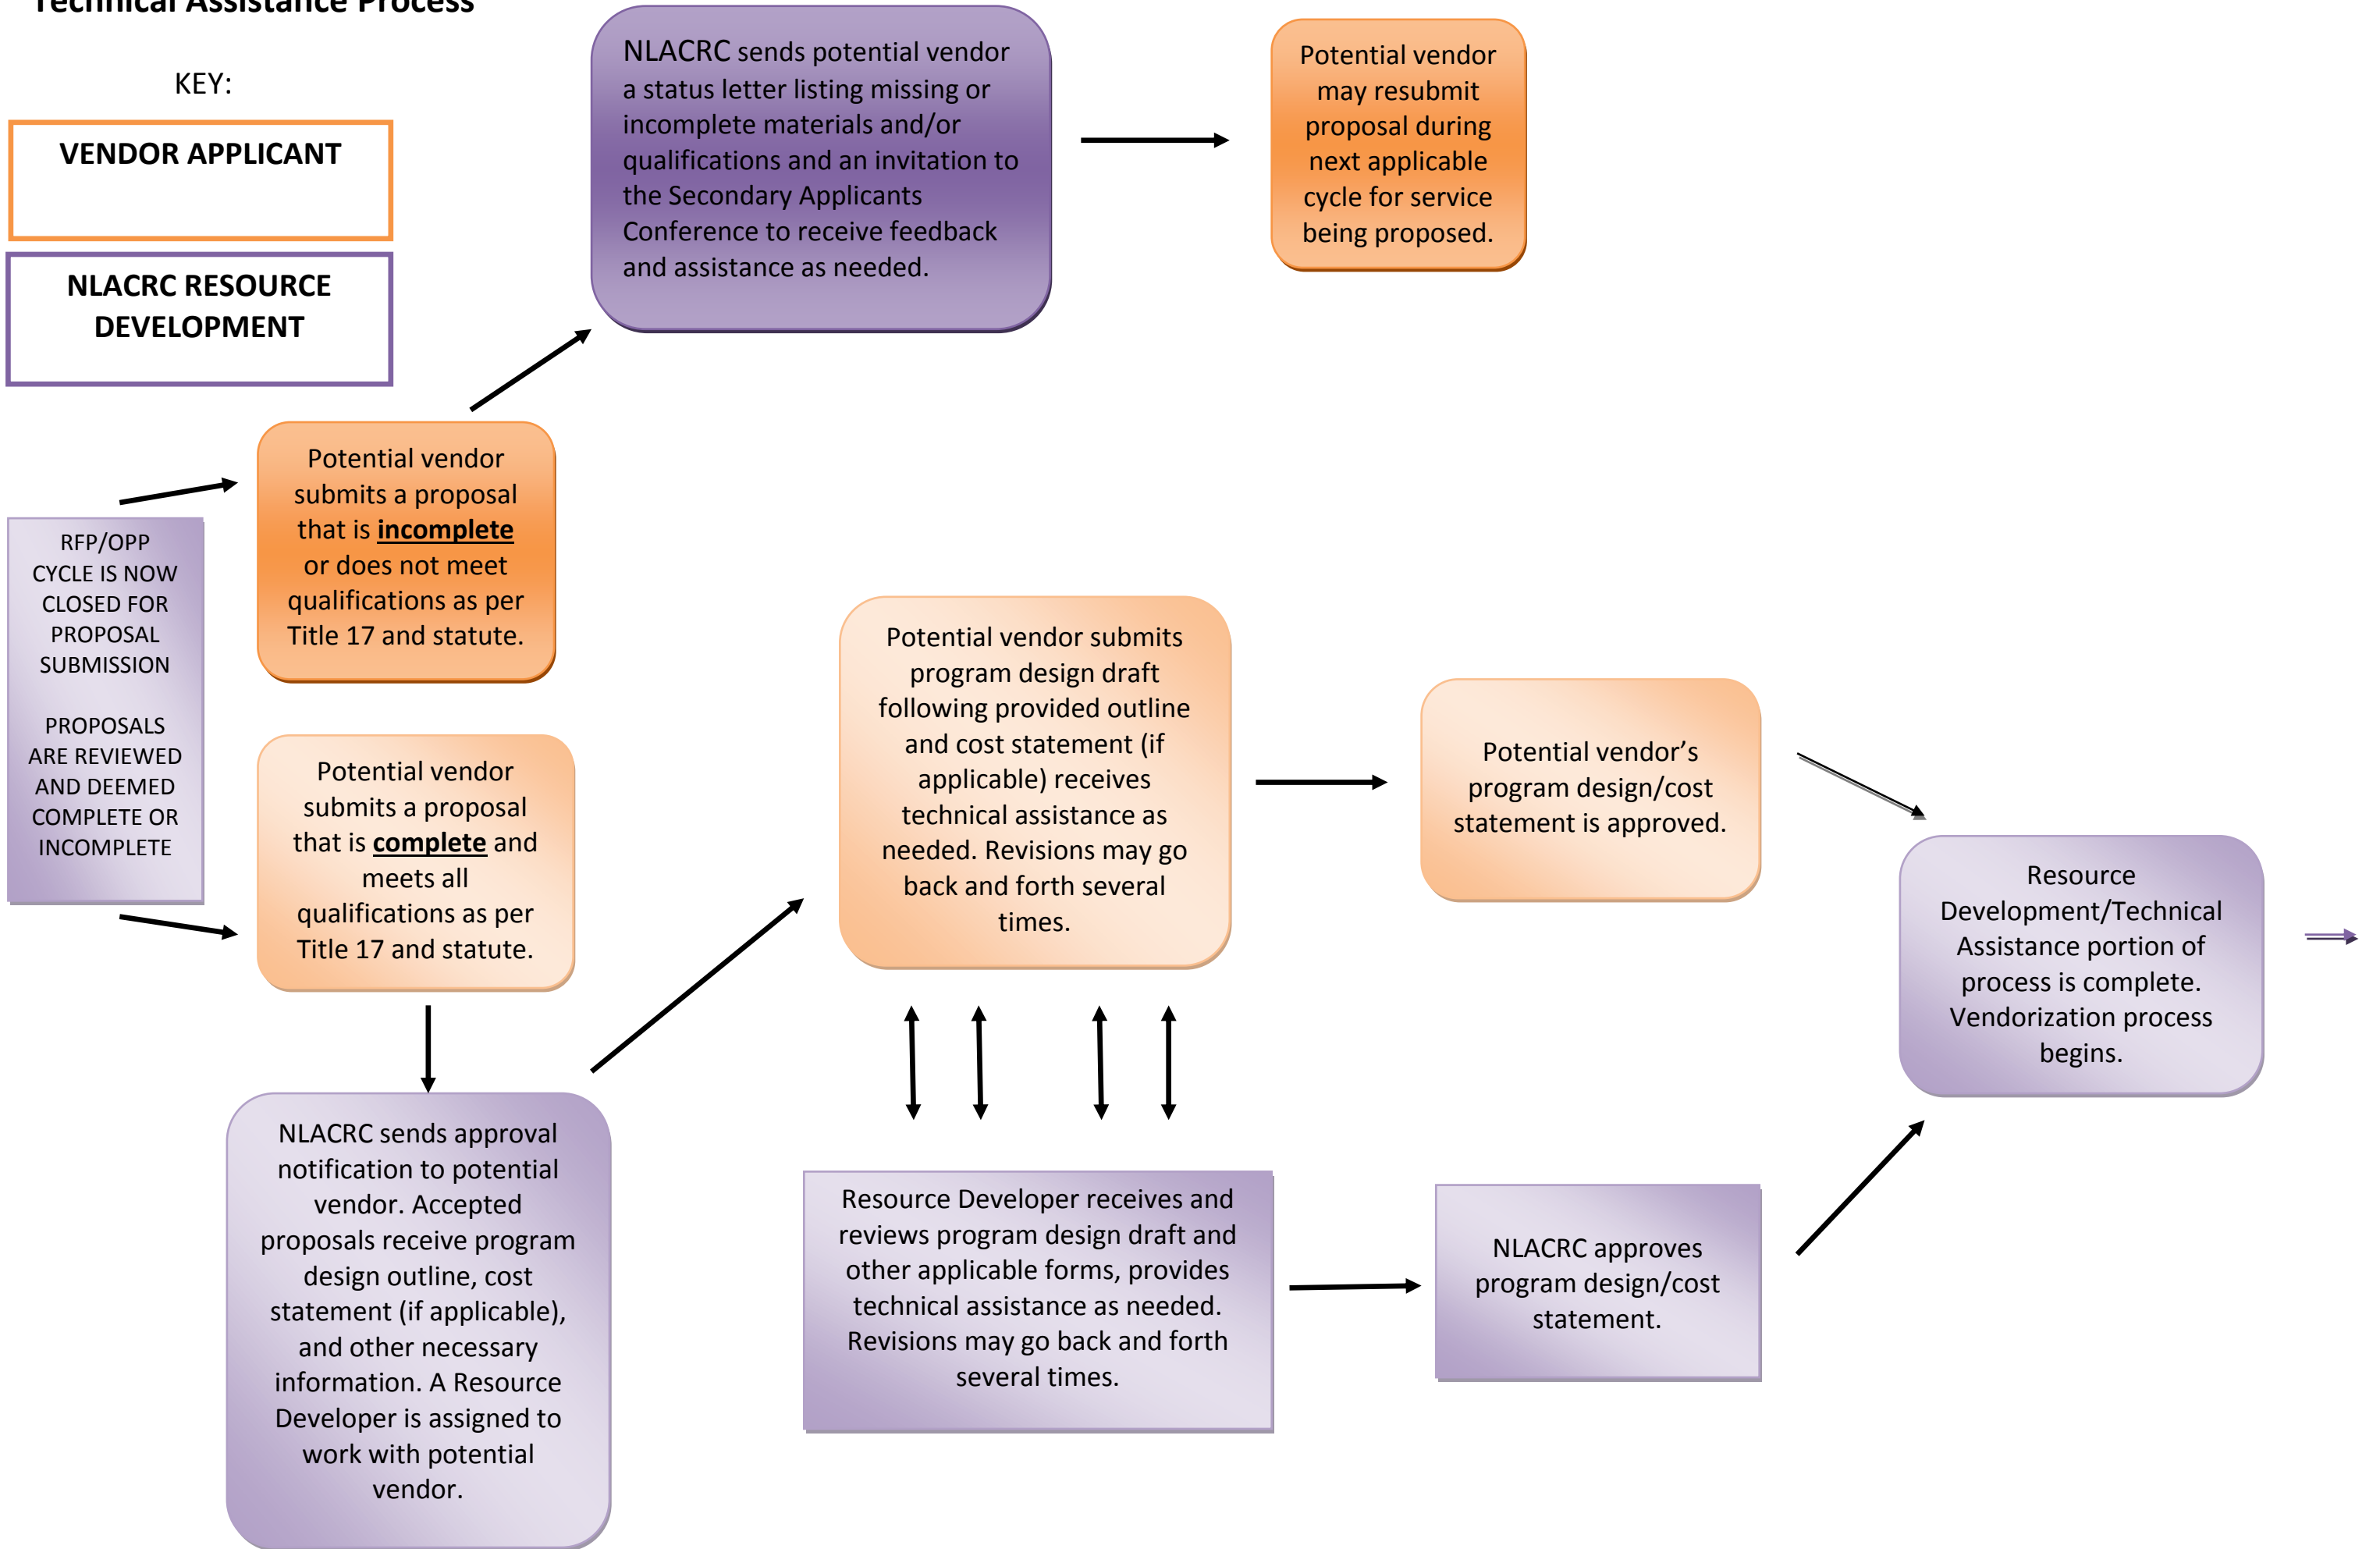 Technical Assistance Process
KEY:
VENDOR APPLICANT
NLACRC RESOURCE
DEVELOPMENT
NLACRC sends potential vendor
a status letter listing missing or
incomplete materials and/or
qualifications and an invitation to
the Secondary Applicants
Conference to receive feedback
and assistance as needed.
Potential vendor
may resubmit
proposal during
next applicable
cycle for service
being proposed.
Potential vendor
submits a proposal
that is incomplete
or does not meet
qualifications as per
Title 17 and statute.
RFP/OPP
CYCLE IS NOW
CLOSED FOR
PROPOSAL
SUBMISSION
PROPOSALS
ARE REVIEWED
AND DEEMED
COMPLETE OR
INCOMPLETE
Potential vendor
submits a proposal
that is complete and
meets all
qualifications as per
Title 17 and statute.
NLACRC sends approval
notification to potential
vendor. Accepted
proposals receive program
design outline, cost
statement (if applicable),
and other necessary
information. A Resource
Developer is assigned to
work with potential
vendor.
Potential vendor submits
program design draft
following provided outline
and cost statement (if
applicable) receives
technical assistance as
needed. Revisions may go
back and forth several
times.
Resource Developer receives and
reviews program design draft and
other applicable forms, provides
technical assistance as needed.
Revisions may go back and forth
several times.
Potential vendor’s
program design/cost
statement is approved.
NLACRC approves
program design/cost
statement.
Resource
Development/Technical
Assistance portion of
process is complete.
Vendorization process
begins.